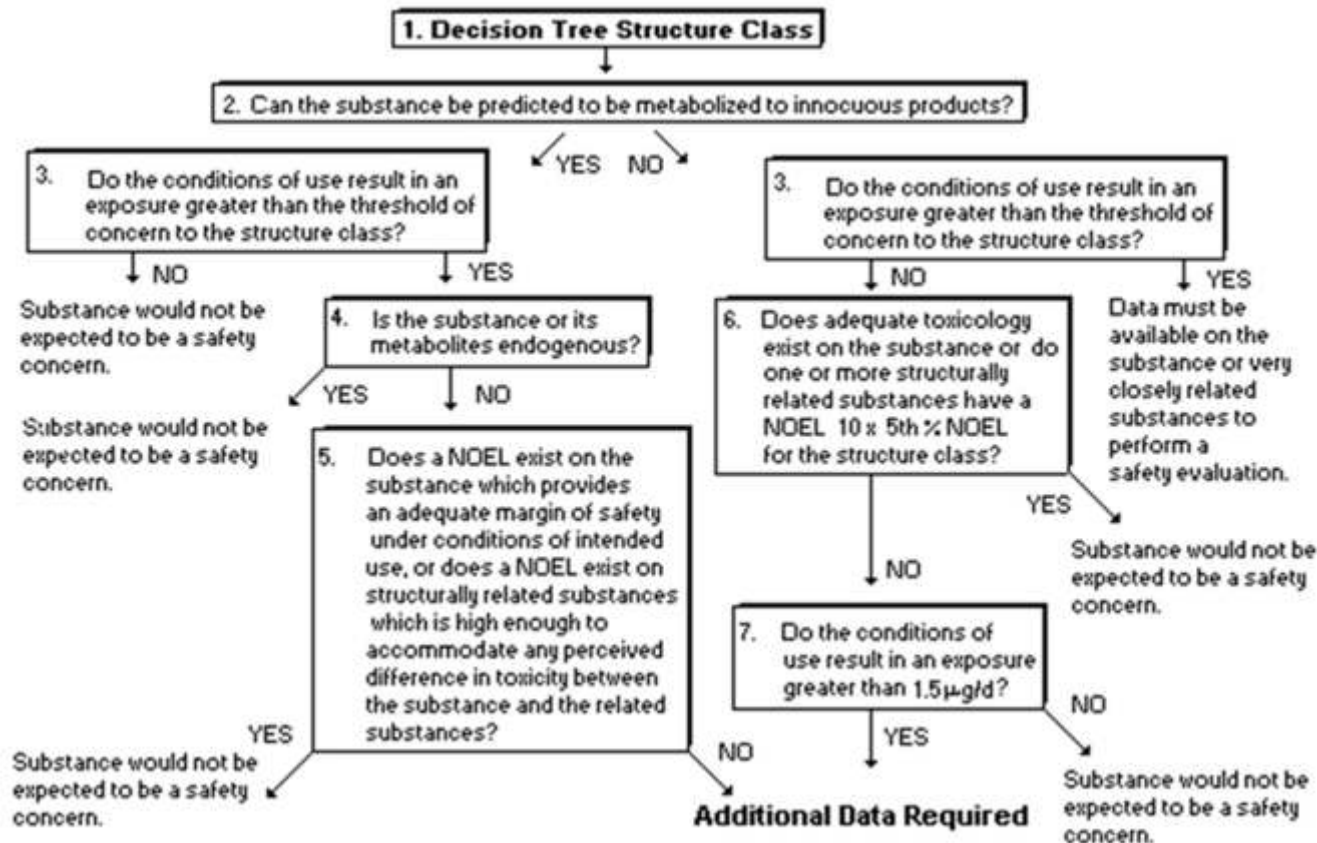 1. Decision Tree Structure Class
2. Can the substance be predicted to be metabolized to innocuous products?
YES NO
3. Do the conditions of use result in an
exposure greater than the threshold of
concern to the structure class?
NO
YES
Substance would not be
expected to be a safety
concern.
4. Is the substance or its
metabolites endogenous?
YES
NO
Substance would not be
expected to be a safety
concern.
5. Does a NOEL exist on the
substance which provides
an adequate margin of safety
under conditions of intended
use, or does a NOEL exist on
structurally related substances
which is high enough to
accommodate any perceived
difference in toxicity between
the substance and the related
substances?
YES
NO
Substance would not be
expected to be a safety
concern.
3. Do the conditions of use result in an
exposure greater than the threshold of
concern to the structure class?
NO
YES
Data must be
available on the
substance or very
closely related
substances to
perform a
safety evaluation.
6. Does adequate toxicology
exist on the substance or do
one or more structurally
related substances have a
NOEL 10 x 5th % NOEL
for the structure class?
YES
Substance would not be
expected to be a safety
concern.
NO
7. Do the conditions of
use result in an exposure
greater than 1.5µg/d?
YES
NO
Substance would not be
expected to be a safety
concern.
Additional Data Required